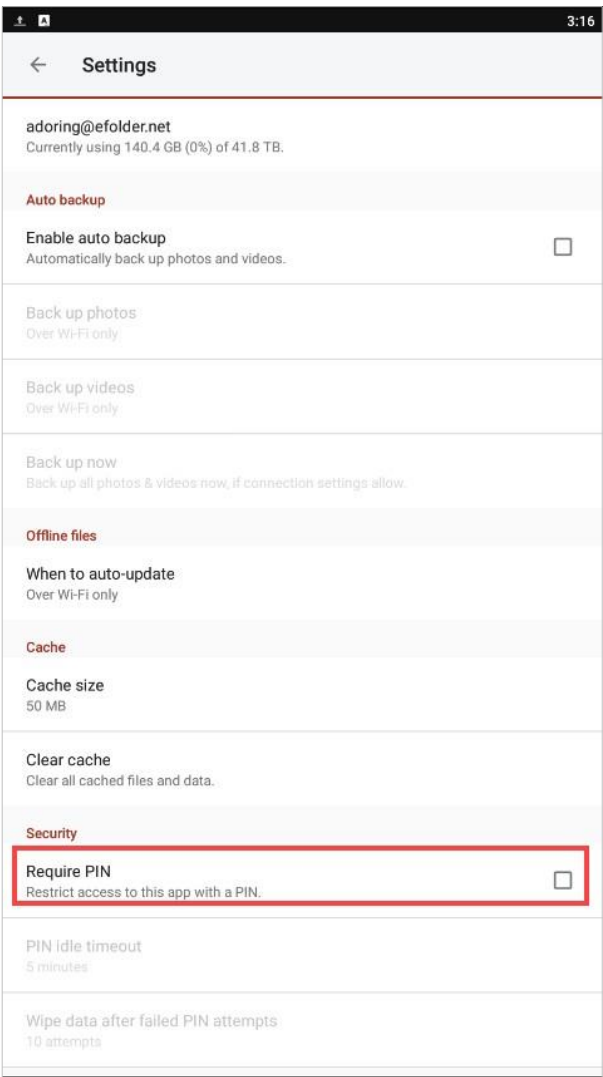 A 3:16
Settings
adoring@efolder.net
Currently using 140.4 GB (0%) of 41.8 TB.
Auto backup
Enable auto backup
Automatically back up photos and videos.
Back up photos
Over Wi-Fi only
Back up videos
Over Wi-Fi only
Back up now
Back up all photos & videos now, if connection settings allow.
Offline files
When to auto-update
Over Wi-Fi only
Cache
Cache size
50 MB
Clear cache
Clear all cached files and data.
Security
Require PIN
Restrict access to this app with a PIN.
PIN idle timeout
5 minutes
Wipe data after failed PIN attempts
10 attempts